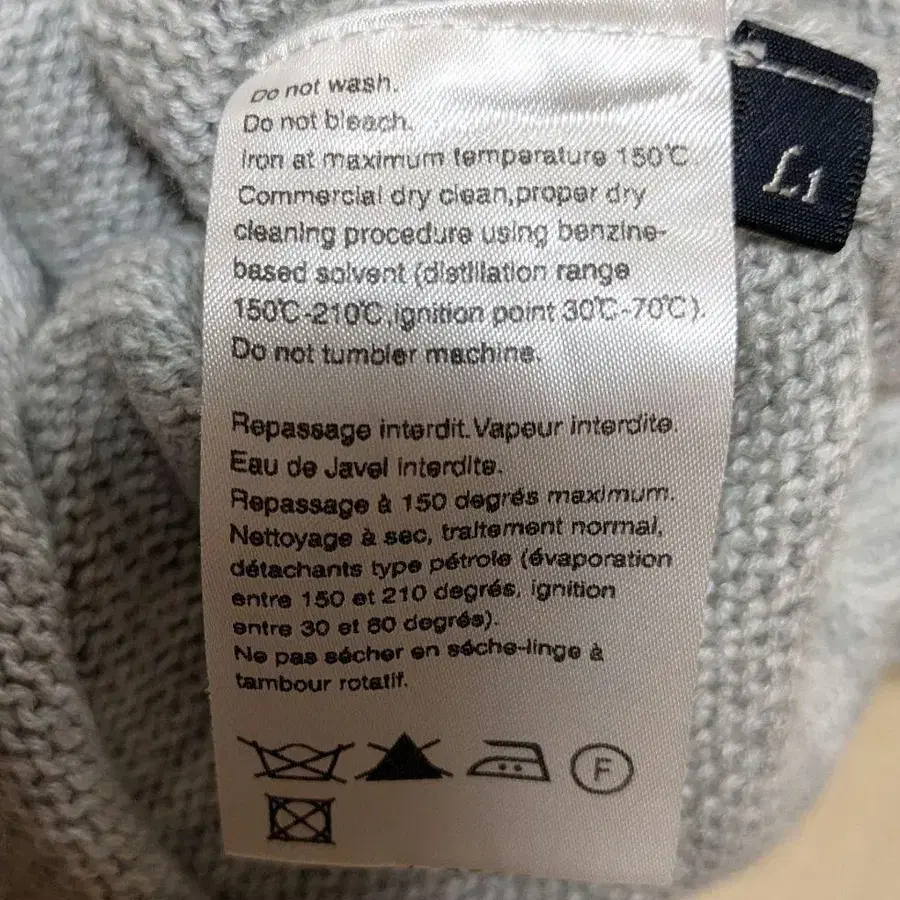 Do not wash.
Do not bleach.
Iron at maximum temperature 150℃.
Commercial dry clean,proper dry
cleaning procedure using benzine-
based solvent (distillation range
150℃-210℃,ignition point 30℃-70℃).
Do not tumbler machine.
Repassage interdit. Vapeur interdite.
Eau de Javel interdite.
Repassage à 150 degrés maximum.
Nettoyage à sec, traitement normal,
détachants type pétrole (évaporation
entre 150 et 210 degrés, ignition
entre 30 et 80 degrés).
Ne pas sécher en sèche-linge à
tambour rotatif.
F
L1